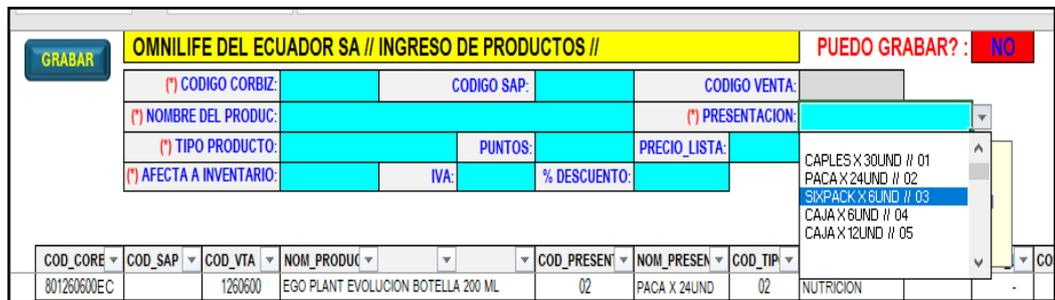 GRABAR
OMNILIFE DEL ECUADOR SA // INGRESO DE PRODUCTOS // PUEDO GRABAR? : NO
(*) CODIGO CORBIZ: CODIGO SAP: CODIGO VENTA:
(*) NOMBRE DEL PRODUC: (*) PRESENTACION:
(*) TIPO PRODUCTO: PUNTOS: PRECIO_LISTA:
(*) AFECTA A INVENTARIO: IVA: % DESCUENTO:
CAPLES X 30UND // 01
PACA X 24UND // 02
SIXPACK X 6UND // 03
CAJA X 6UND // 04
CAJA X 12UND // 05
COD_CORE COD_SAP COD_VTA NOM_PRODUC COD_PRESENT NOM_PRESEN COD_TIP CO
801260600EC 1260600 EGO PLANT EVOLUCION BOTELLA 200 ML 02 PACA X 24UND 02 NUTRICION -